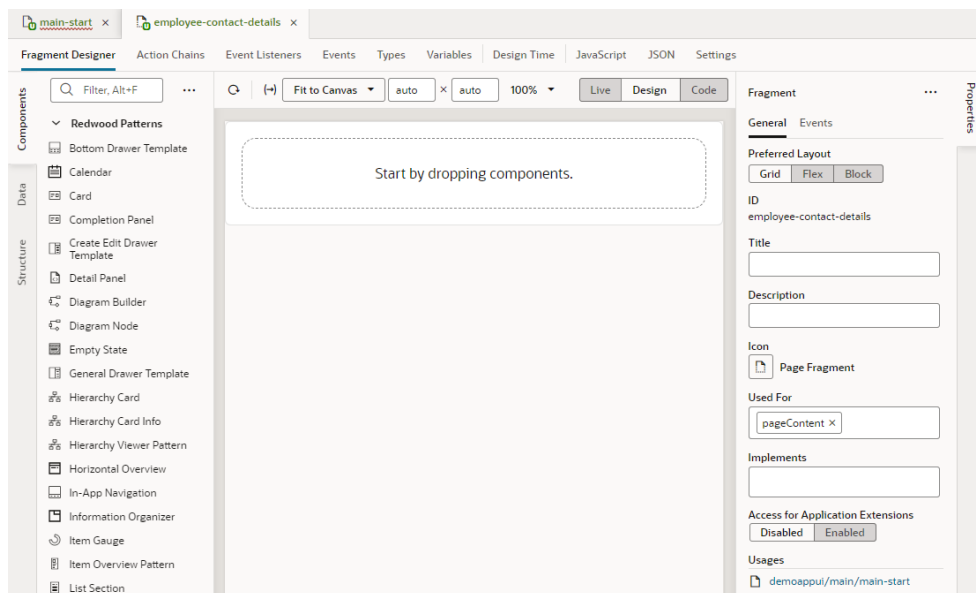 main-start ×
employee-contact-details ×
Fragment Designer Action Chains Event Listeners Events Types Variables Design Time JavaScript JSON Settings
Components
Data
Structure
Filter, Alt+F ...
Redwood Patterns
Bottom Drawer Template
Calendar
Card
Completion Panel
Create Edit Drawer
Template
Detail Panel
Diagram Builder
Diagram Node
Empty State
General Drawer Template
Hierarchy Card
Hierarchy Card Info
Hierarchy Viewer Pattern
Horizontal Overview
In-App Navigation
Information Organizer
Item Gauge
Item Overview Pattern
List Section
Fit to Canvas auto × auto 100% Live Design Code
Start by dropping components.
Fragment ...
General Events
Preferred Layout
Grid Flex Block
ID
employee-contact-details
Title
Description
Icon
Page Fragment
Used For
pageContent ×
Implements
Access for Application Extensions
Disabled Enabled
Usages
demoappui/main/main-start
Properties